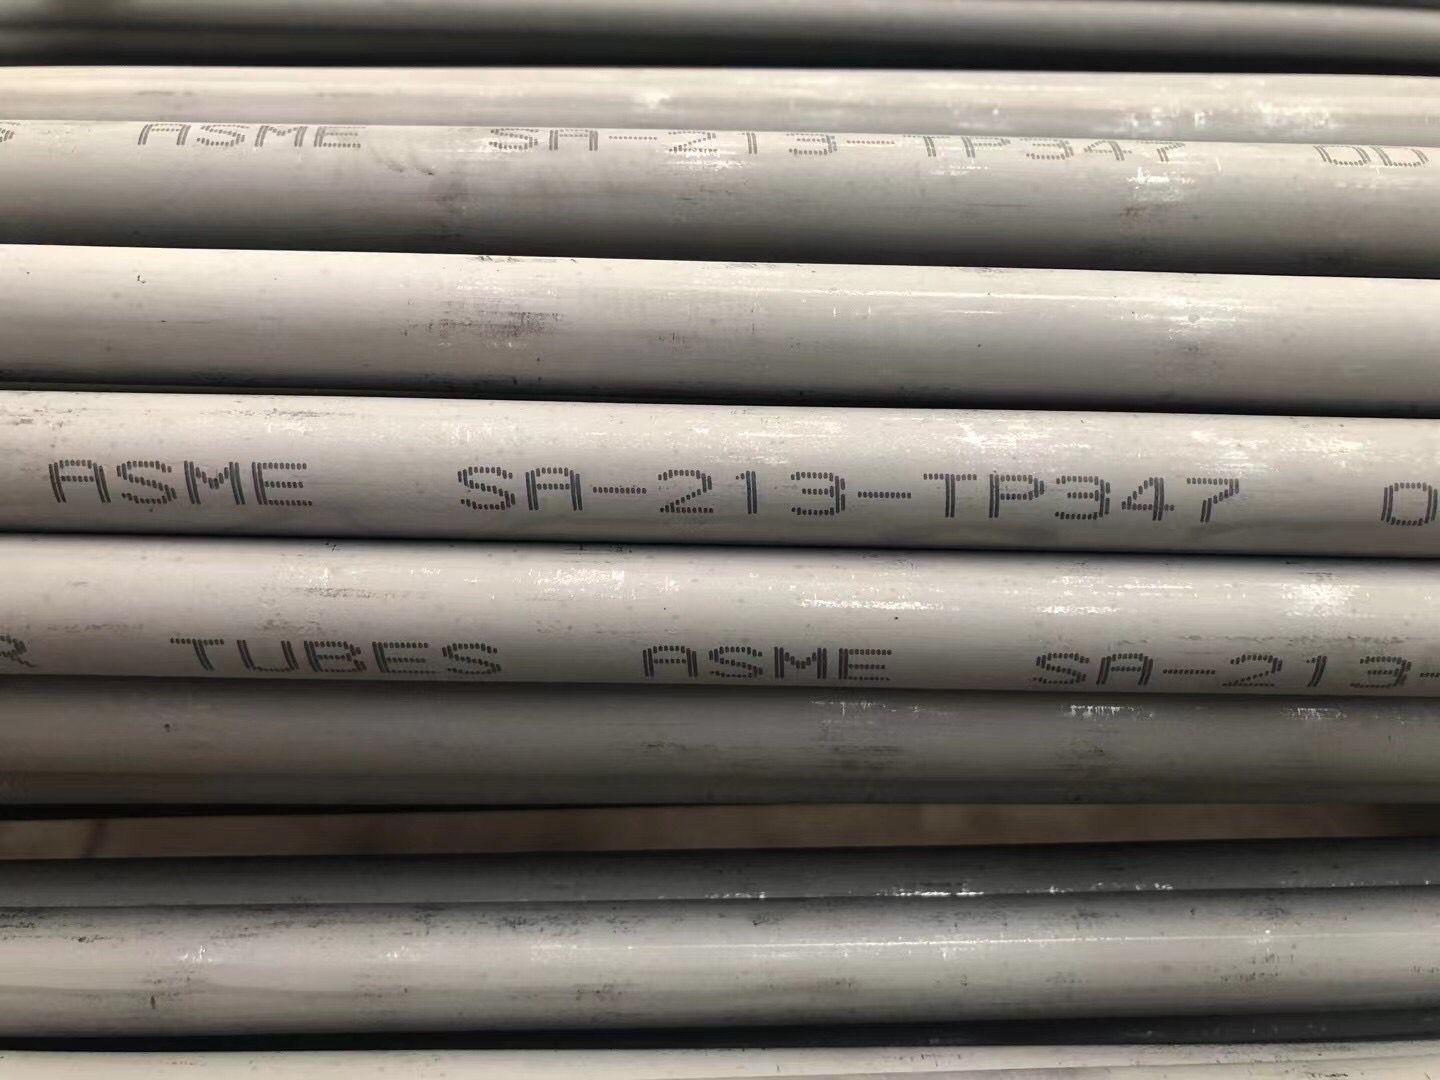 ASME SA-213-TP347 OD
ASME SA-213-TP347
TUBES ASME SA-213-